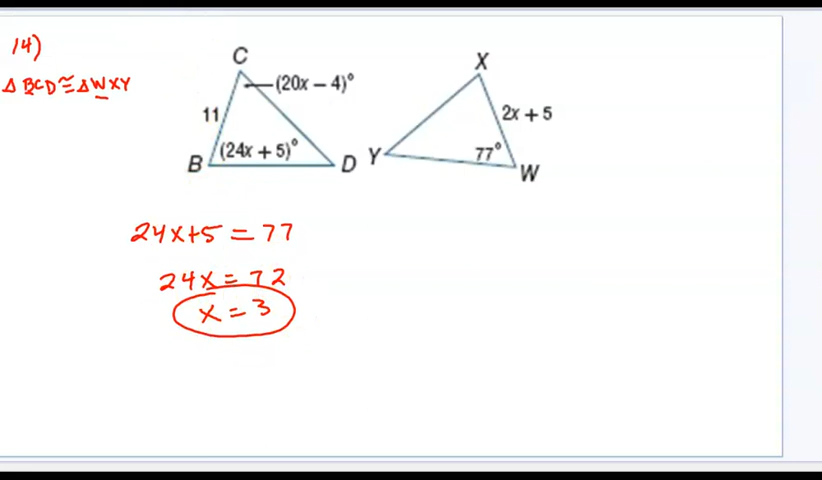 14)
△BCD≅△WXY
C
(20x – 4)°
11
(24x + 5)°
B
D
X
2x + 5
Y
77°
W
24x+5 = 77
24x = 72
x = 3